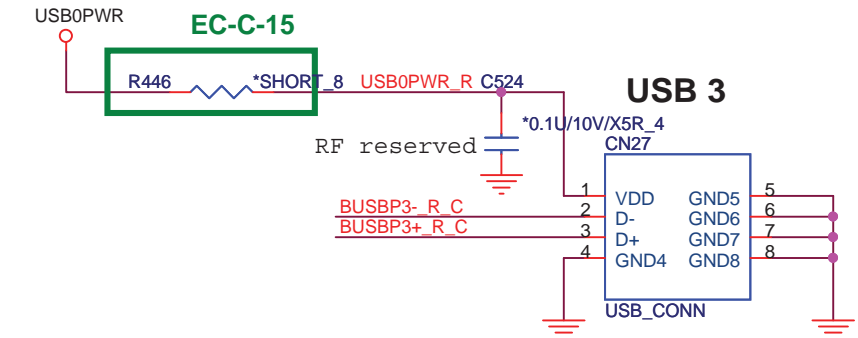 USB0PWR
EC-C-15
R446 *SHORT_8 USB0PWR_R C524
USB 3
*0.1U/10V/X5R_4
RF reserved
CN27
1 VDD GND5 5
BUSBP3-_R_C 2 D- GND6 6
BUSBP3+_R_C 3 D+ GND7 7
4 GND4 GND8 8
USB_CONN